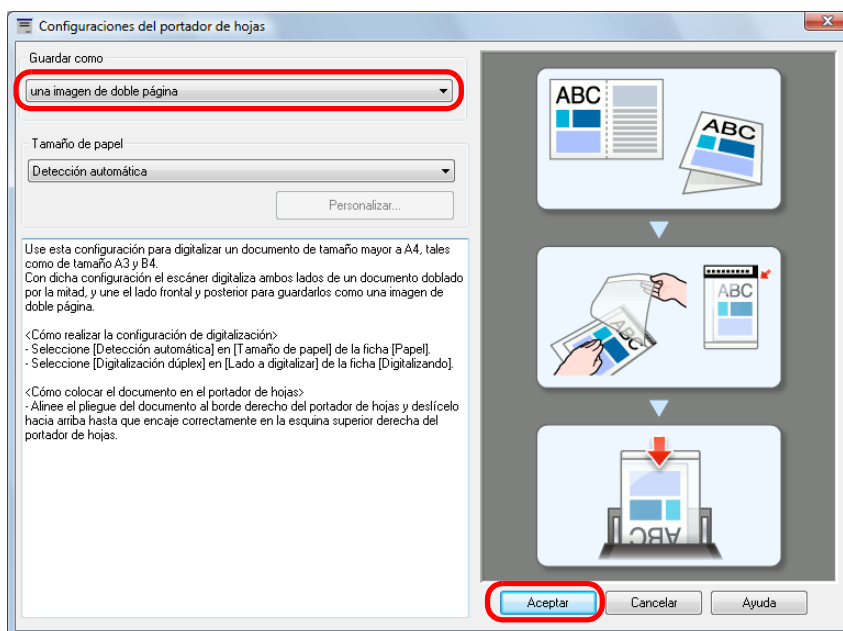 Configuraciones del portador de hojas
Guardar como
una imagen de doble página
Tamaño de papel
Detección automática
Personalizar...
Use esta configuración para digitalizar un documento de tamaño mayor a A4, tales
como de tamaño A3 y B4.
Con dicha configuración el escáner digitaliza ambos lados de un documento doblado
por la mitad, y une el lado frontal y posterior para guardarlos como una imagen de
doble página.
<Cómo realizar la configuración de digitalización>
- Seleccione [Detección automática] en [Tamaño de papel] de la ficha [Papel].
- Seleccione [Digitalización dúplex] en [Lado a digitalizar] de la ficha [Digitalizando].
<Cómo colocar el documento en el portador de hojas>
- Alinee el pliegue del documento al borde derecho del portador de hojas y deslícelo
hacia arriba hasta que encaje correctamente en la esquina superior derecha del
portador de hojas.
ABC
ABC
ABC
ABC
ABC
Aceptar
Cancelar
Ayuda